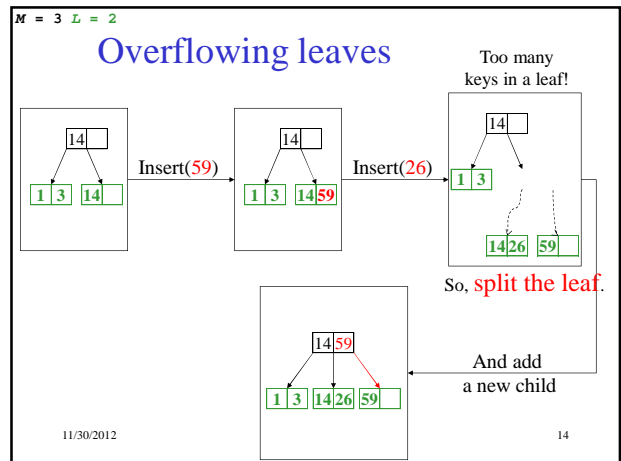 M = 3 L = 2
Overflowing leaves
Too many
keys in a leaf!
14
1 3 14
Insert(59)
14
1 3 14 59
Insert(26)
14
1 3
14 26 59
So, split the leaf.
And add
a new child
14 59
1 3 14 26 59
11/30/2012
14